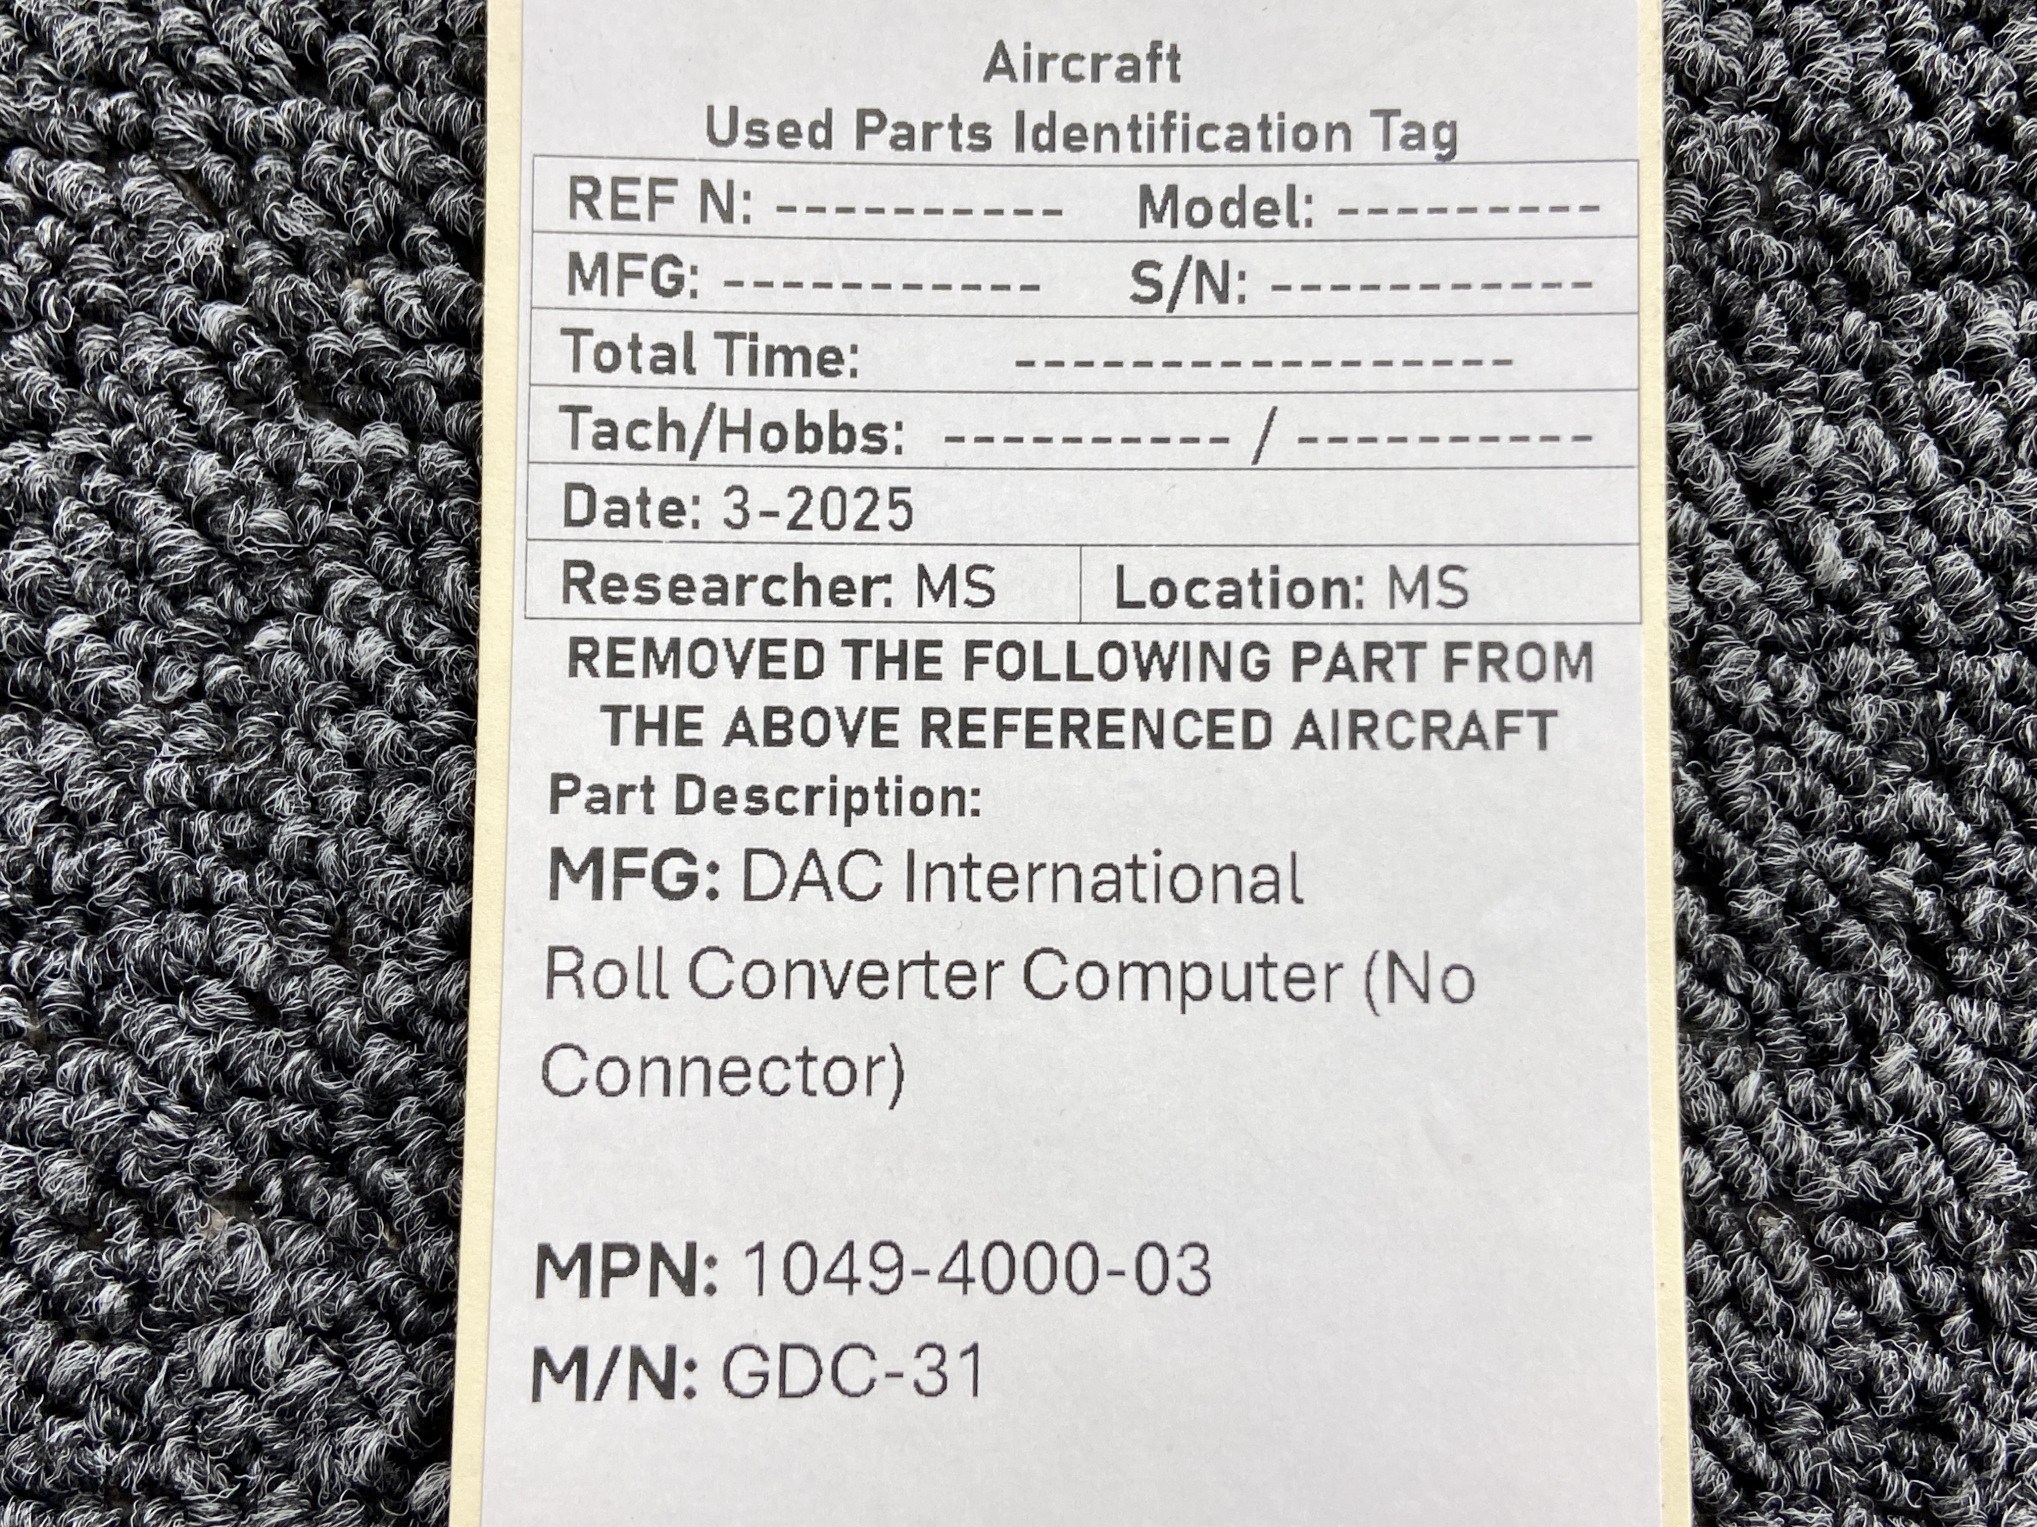 Aircraft
Used Parts Identification Tag
REF N: ---------- Model: ---------
MFG: ----------- S/N: -----------
Total Time: -----------------
Tach/Hobbs: ---------- / ----------
Date: 3-2025
Researcher: MS Location: MS
REMOVED THE FOLLOWING PART FROM
THE ABOVE REFERENCED AIRCRAFT
Part Description:
MFG: DAC International
Roll Converter Computer (No
Connector)
MPN: 1049-4000-03
M/N: GDC-31